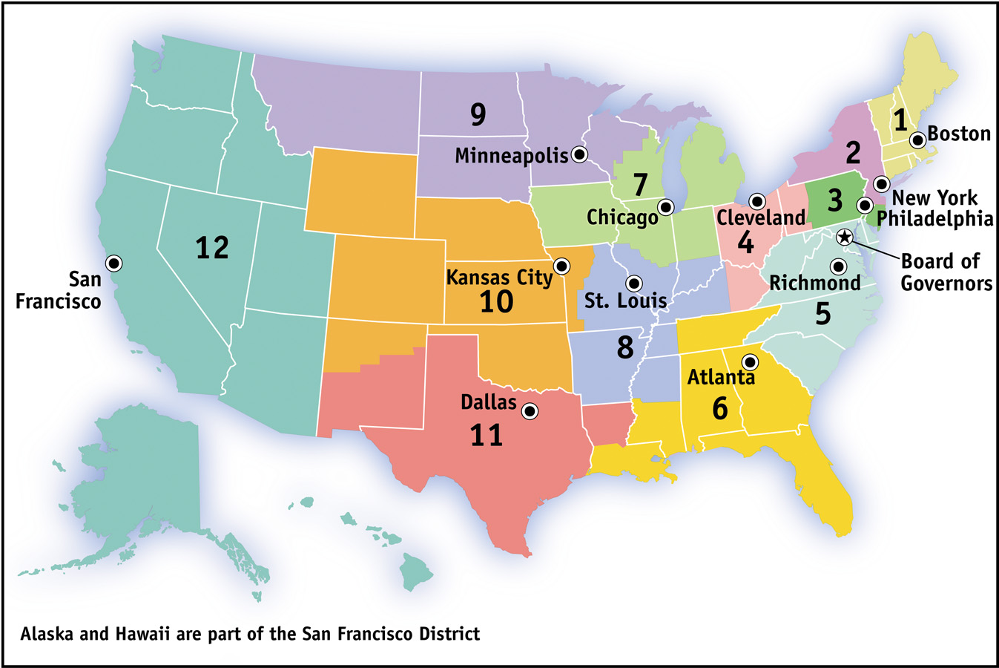 1
Boston
9
2
Minneapolis
7
3
New York
Chicago
Cleveland
Philadelphia
4
12
Board of
Governors
San
Francisco
Kansas City
10
St. Louis
Richmond
5
8
Atlanta
6
Dallas
11
Alaska and Hawaii are part of the San Francisco District